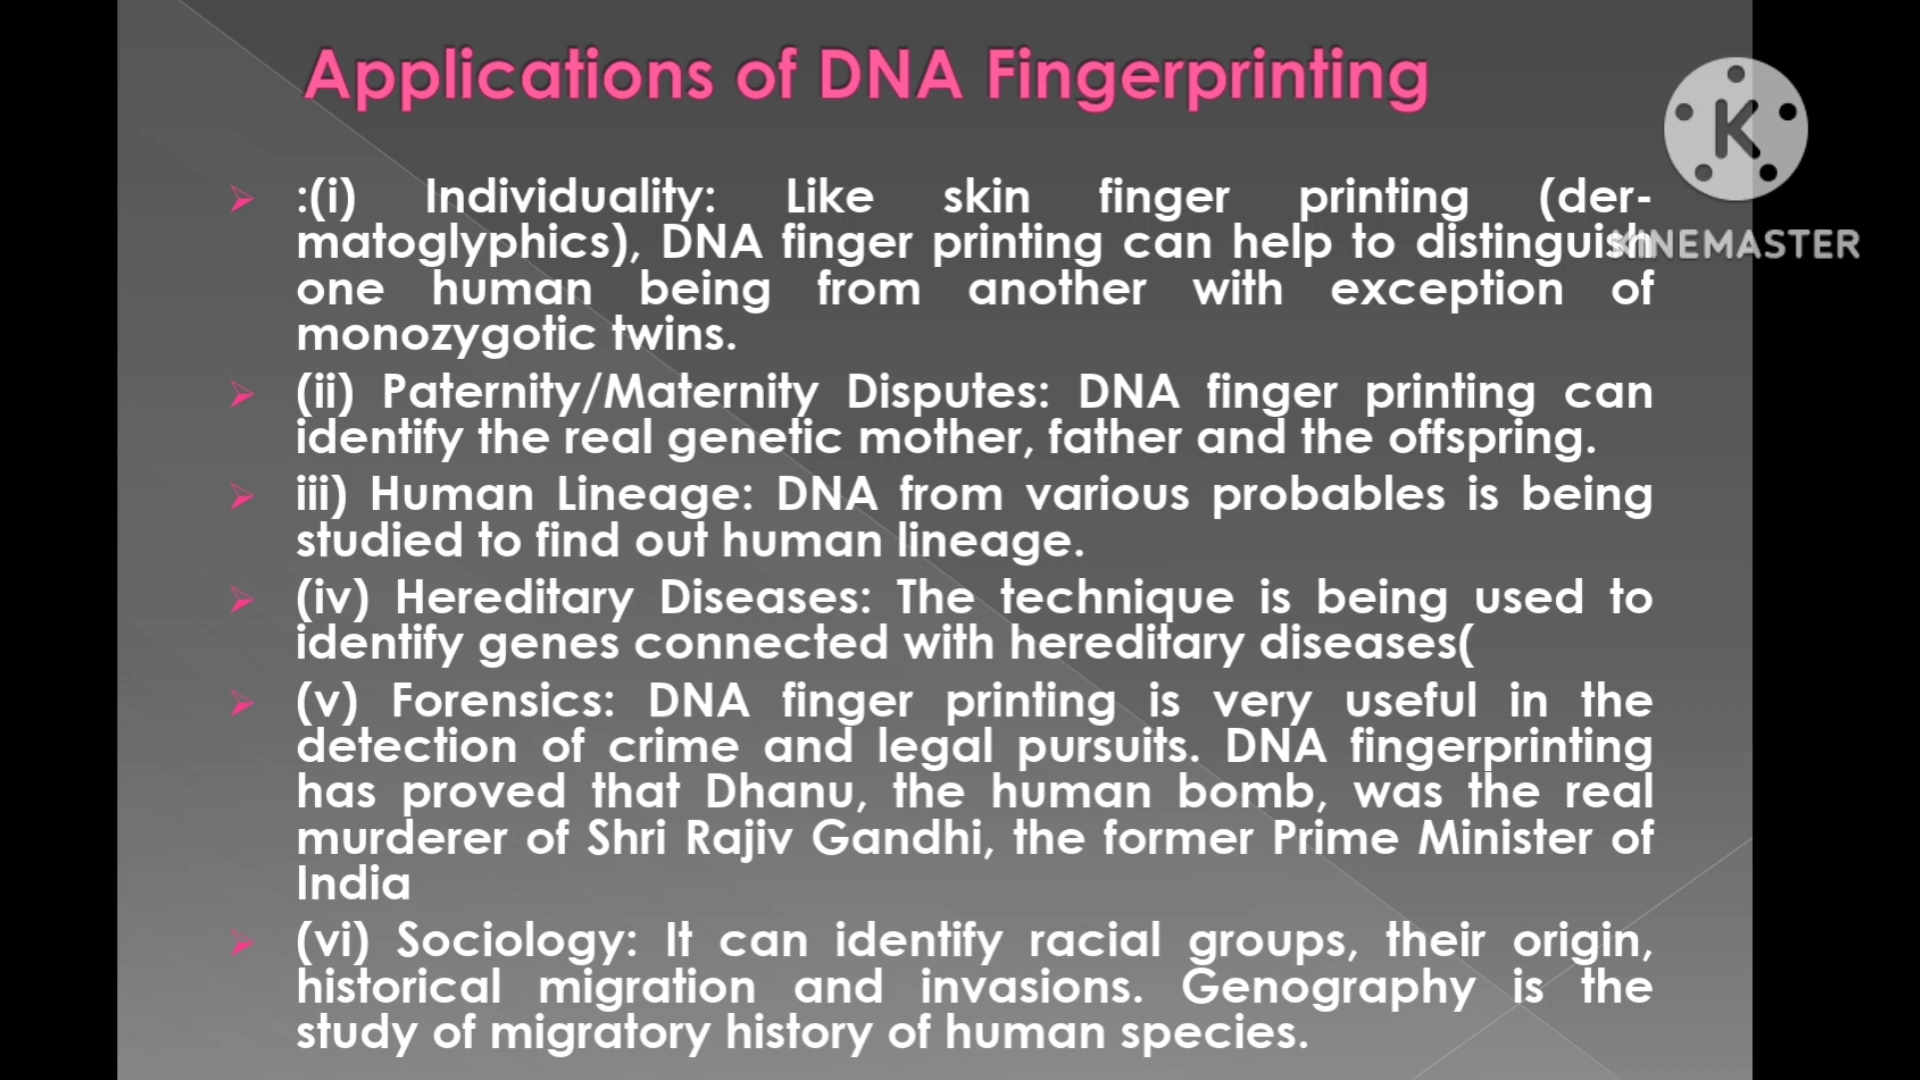 Applications of DNA Fingerprinting
K
KINEMASTER
:(i) Individuality: Like skin finger printing (der-
matoglyphics), DNA finger printing can help to distinguish
one human being from another with exception of
monozygotic twins.
(ii) Paternity/Maternity Disputes: DNA finger printing can
identify the real genetic mother, father and the offspring.
iii) Human Lineage: DNA from various probables is being
studied to find out human lineage.
(iv) Hereditary Diseases: The technique is being used to
identify genes connected with hereditary diseases(
(v) Forensics: DNA finger printing is very useful in the
detection of crime and legal pursuits. DNA fingerprinting
has proved that Dhanu, the human bomb, was the real
murderer of Shri Rajiv Gandhi, the former Prime Minister of
India
(vi) Sociology: It can identify racial groups, their origin,
historical migration and invasions. Genography is the
study of migratory history of human species.